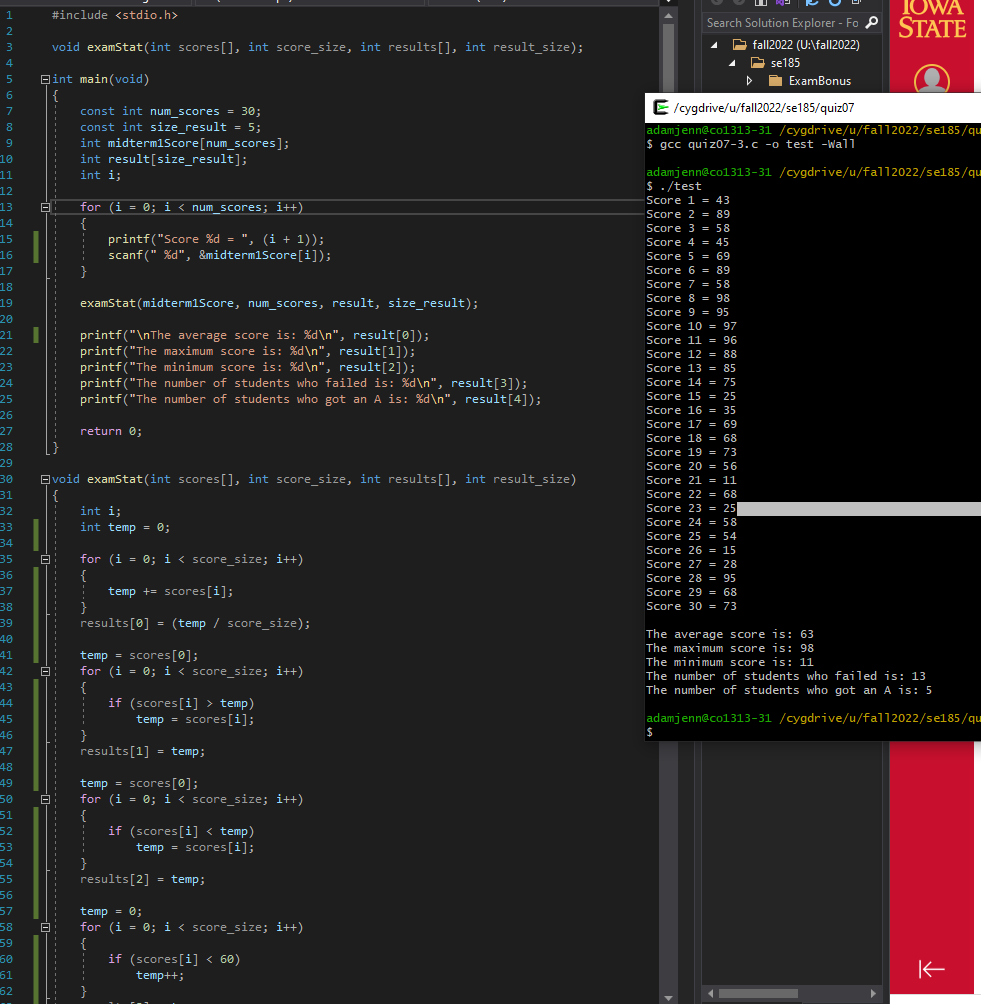 1 #include <stdio.h>
2
3 void examStat(int scores[], int score_size, int results[], int result_size);
4
5 int main(void)
6 {
7 const int num_scores = 30;
8 const int size_result = 5;
9 int midterm1Score[num_scores];
10 int result[size_result];
11 int i;
12
13 for (i = 0; i < num_scores; i++)
14 {
15 printf("Score %d = ", (i + 1));
16 scanf(" %d", &midterm1Score[i]);
17 }
18
19 examStat(midterm1Score, num_scores, result, size_result);
20
21 printf("\nThe average score is: %d\n", result[0]);
22 printf("The maximum score is: %d\n", result[1]);
23 printf("The minimum score is: %d\n", result[2]);
24 printf("The number of students who failed is: %d\n", result[3]);
25 printf("The number of students who got an A is: %d\n", result[4]);
26
27 return 0;
28 }
29
30 void examStat(int scores[], int score_size, int results[], int result_size)
31 {
32 int i;
33 int temp = 0;
34
35 for (i = 0; i < score_size; i++)
36 {
37 temp += scores[i];
38 }
39 results[0] = (temp / score_size);
40
41 temp = scores[0];
42 for (i = 0; i < score_size; i++)
43 {
44 if (scores[i] > temp)
45 temp = scores[i];
46 }
47 results[1] = temp;
48
49 temp = scores[0];
50 for (i = 0; i < score_size; i++)
51 {
52 if (scores[i] < temp)
53 temp = scores[i];
54 }
55 results[2] = temp;
56
57 temp = 0;
58 for (i = 0; i < score_size; i++)
59 {
60 if (scores[i] < 60)
61 temp++;
62 }
Search Solution Explorer - Fo
fall2022 (U:\fall2022)
se185
ExamBonus
IOWA
STATE
/cygdrive/u/fall2022/se185/quiz07
adamjenn@co1313-31 /cygdrive/u/fall2022/se185/qu
$ gcc quiz07-3.c -o test -Wall
adamjenn@co1313-31 /cygdrive/u/fall2022/se185/qu
$ ./test
Score 1 = 43
Score 2 = 89
Score 3 = 58
Score 4 = 45
Score 5 = 69
Score 6 = 89
Score 7 = 58
Score 8 = 98
Score 9 = 95
Score 10 = 97
Score 11 = 96
Score 12 = 88
Score 13 = 85
Score 14 = 75
Score 15 = 25
Score 16 = 35
Score 17 = 69
Score 18 = 68
Score 19 = 73
Score 20 = 56
Score 21 = 11
Score 22 = 68
Score 23 = 25
Score 24 = 58
Score 25 = 54
Score 26 = 15
Score 27 = 28
Score 28 = 95
Score 29 = 68
Score 30 = 73
The average score is: 63
The maximum score is: 98
The minimum score is: 11
The number of students who failed is: 13
The number of students who got an A is: 5
adamjenn@co1313-31 /cygdrive/u/fall2022/se185/qu
$